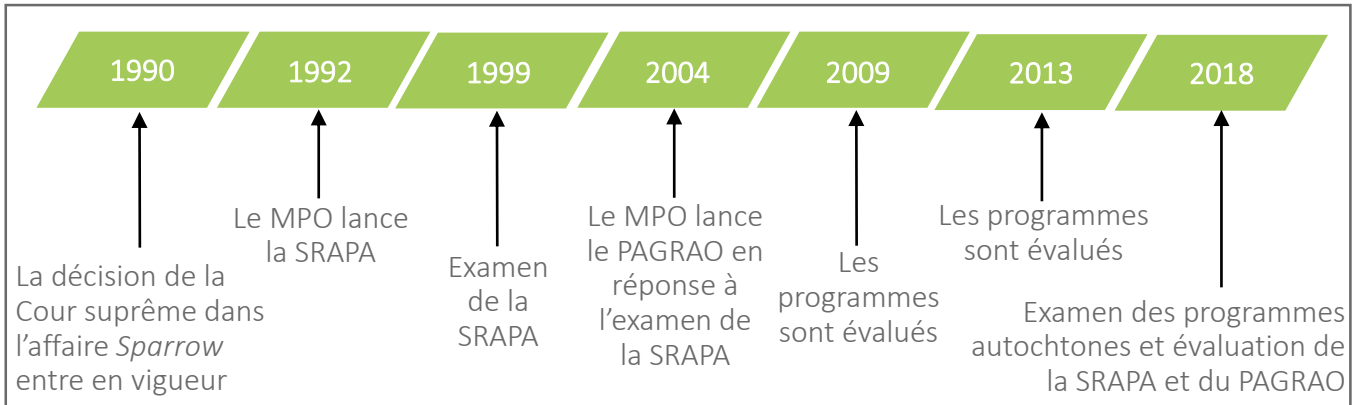 1990 1992 1999 2004 2009 2013 2018
La décision de la
Cour suprême dans
l'affaire Sparrow
entre en vigueur
Le MPO lance
la SRAPA
Examen
de la
SRAPA
Le MPO lance
le PAGRAO en
réponse à
l'examen de
la SRAPA
Les
programmes
sont évalués
Les programmes
sont évalués
Examen des programmes
autochtones et évaluation de
la SRAPA et du PAGRAO